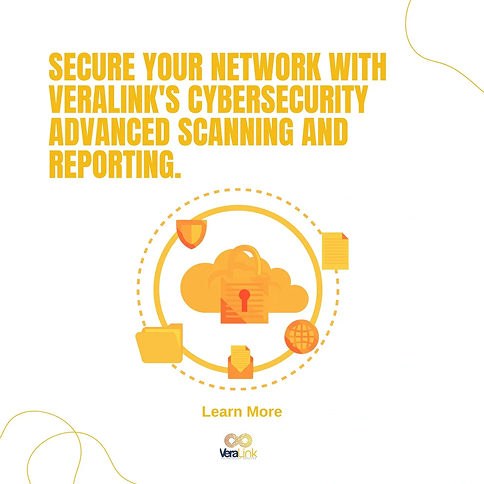 SECURE YOUR NETWORK WITH
VERALINK'S CYBERSECURITY
ADVANCED SCANNING AND
REPORTING.
Learn More
VeraLink